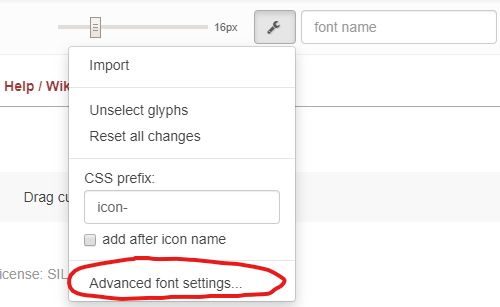 16px
font name
Import
Help / Wik
Unselect glyphs
Reset all changes
CSS prefix:
Drag cu
icon-
add after icon name
icense: SIL
Advanced font settings...